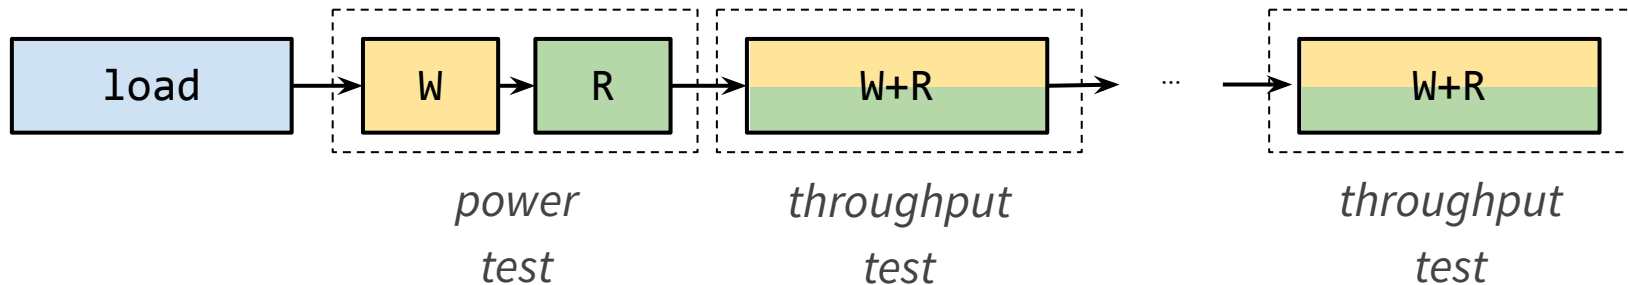 load
W
R
W+R
...
W+R
power
test
throughput
test
throughput
test